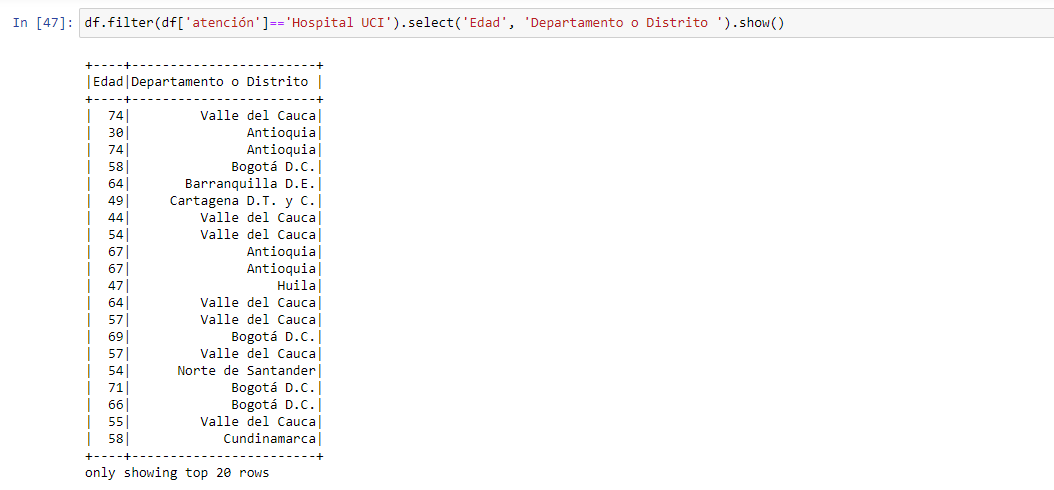 In [47]: df.filter(df['atención']=='Hospital UCI').select('Edad', 'Departamento o Distrito ').show()
+----+------------------------+
|Edad|Departamento o Distrito |
+----+------------------------+
|  74|         Valle del Cauca|
|  30|               Antioquia|
|  74|               Antioquia|
|  58|             Bogotá D.C.|
|  64|       Barranquilla D.E.|
|  49|     Cartagena D.T. y C.|
|  44|         Valle del Cauca|
|  54|         Valle del Cauca|
|  67|               Antioquia|
|  67|               Antioquia|
|  47|                   Huila|
|  64|         Valle del Cauca|
|  57|         Valle del Cauca|
|  69|             Bogotá D.C.|
|  57|         Valle del Cauca|
|  54|      Norte de Santander|
|  71|             Bogotá D.C.|
|  66|             Bogotá D.C.|
|  55|         Valle del Cauca|
|  58|            Cundinamarca|
+----+------------------------+
only showing top 20 rows